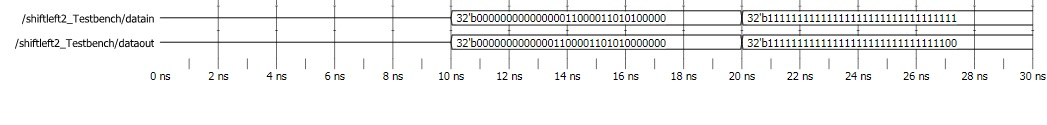 /shiftleft2_Testbench/datain 32'b00000000000000011000011010100000 32'b11111111111111111111111111111111
/shiftleft2_Testbench/dataout 32'b00000000000001100001101010000000 32'b11111111111111111111111111111100
0 ns 2 ns 4 ns 6 ns 8 ns 10 ns 12 ns 14 ns 16 ns 18 ns 20 ns 22 ns 24 ns 26 ns 28 ns 30 ns